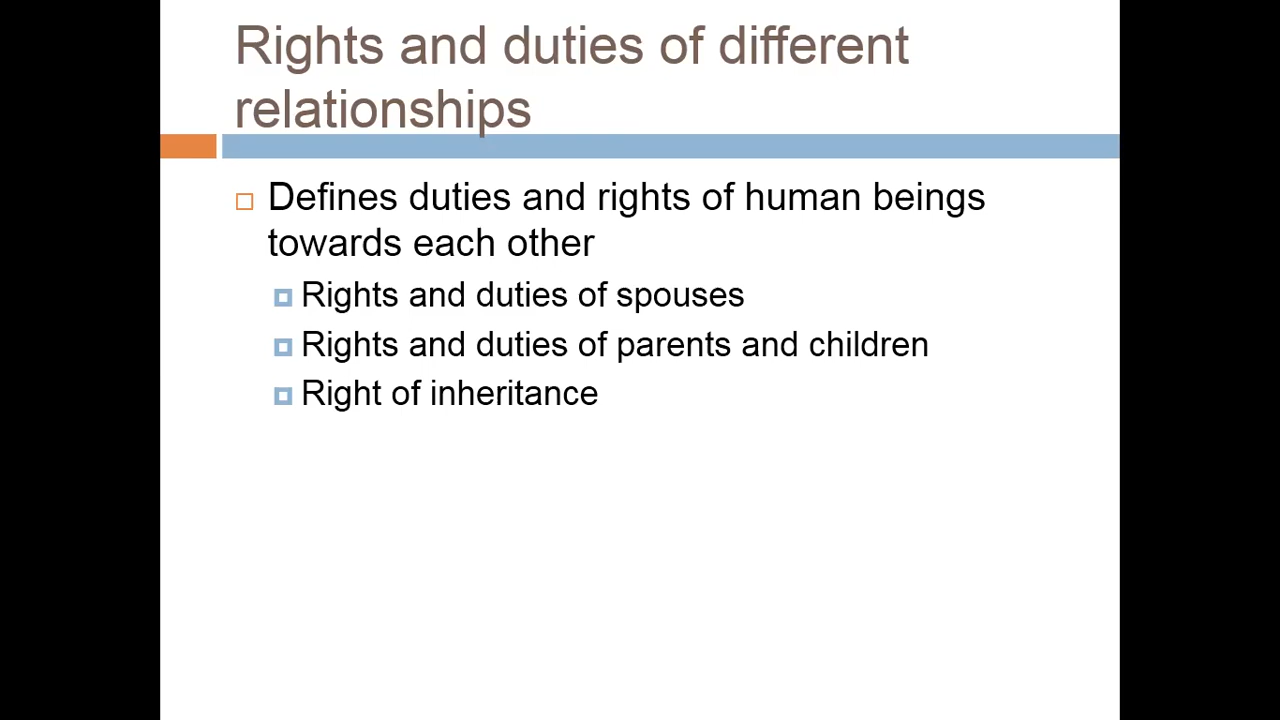 Rights and duties of different
relationships
Defines duties and rights of human beings
towards each other
Rights and duties of spouses
Rights and duties of parents and children
Right of inheritance